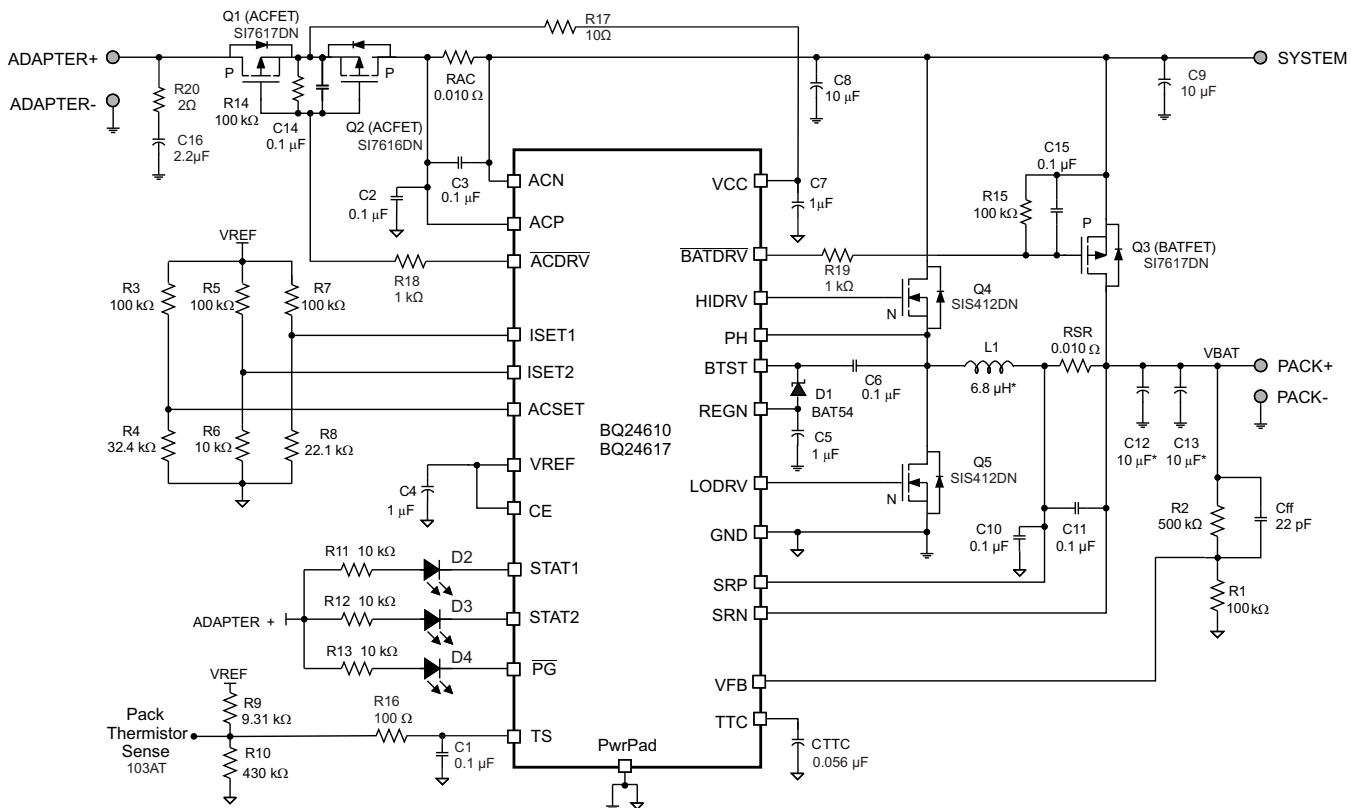 Q1 (ACFET)
SI7617DN
R17
10Ω
ADAPTER+
P
P
RAC
0.010 Ω
C8
10 µF
C9
10 µF
SYSTEM
R20
2Ω
ADAPTER-
R14
100 kΩ
C14
0.1 µF
Q2 (ACFET)
SI7616DN
C16
2.2µF
C3
0.1 µF
C2
0.1 µF
ACN
ACP
ACDRV
VCC
C7
1µF
C15
0.1 µF
R15
100 kΩ
P
Q3 (BATFET)
SI7617DN
BATDRV
R19
1 kΩ
R18
1 kΩ
VREF
R3
100 kΩ
R5
100 kΩ
R7
100 kΩ
HIDRV
N
Q4
SIS412DN
ISET1
PH
ISET2
BTST
C6
0.1 µF
L1
6.8 µH*
RSR
0.010 Ω
VBAT
PACK+
PACK-
D1
BAT54
ACSET
REGN
C5
1 µF
R4
32.4 kΩ
R6
10 kΩ
R8
22.1 kΩ
BQ24610
BQ24617
C12
10 µF*
C13
10 µF*
VREF
C4
1 µF
CE
LODRV
N
Q5
SIS412DN
GND
C10
0.1 µF
C11
0.1 µF
R2
500 kΩ
Cff
22 pF
R11 10 kΩ
D2
STAT1
SRP
R12 10 kΩ
D3
STAT2
SRN
R1
100 kΩ
ADAPTER +
R13 10 kΩ
D4
PG
VFB
VREF
R9
9.31 kΩ
R16
100 Ω
Pack
Thermistor
Sense
103AT
R10
430 kΩ
C1
0.1 µF
TS
TTC
CTTC
0.056 µF
PwrPad